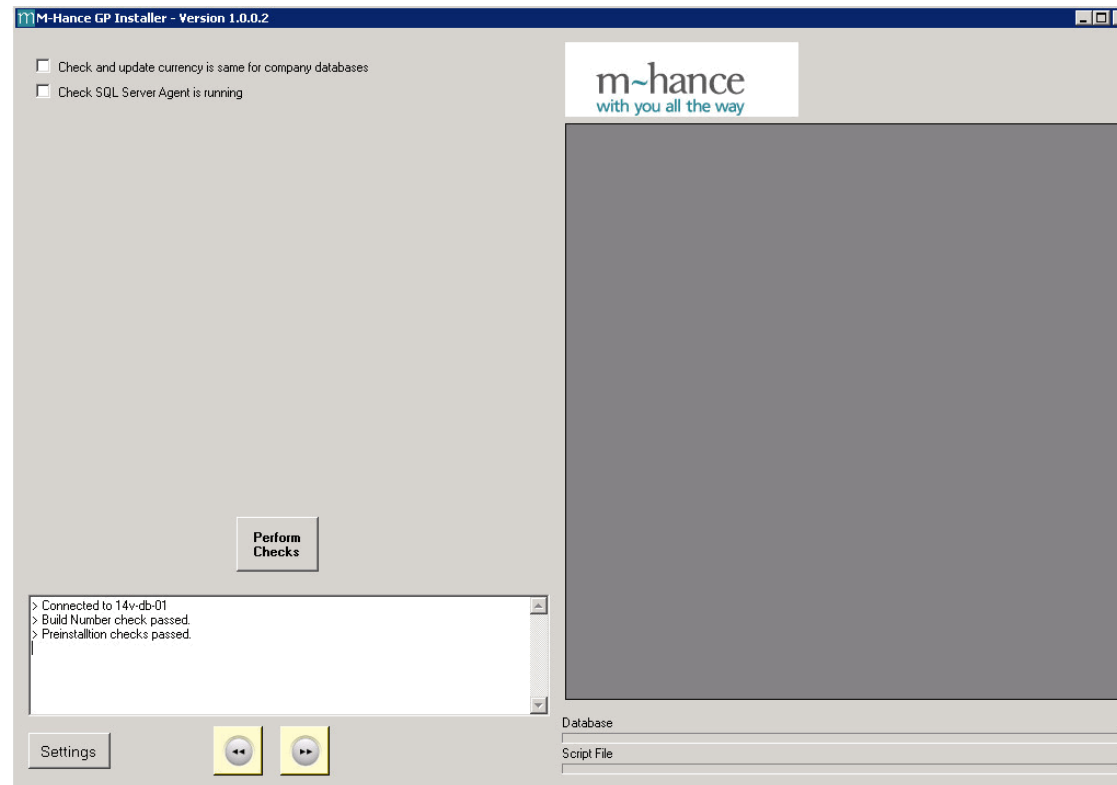 m M-Hance GP Installer - Version 1.0.0.2
Check and update currency is same for company databases
Check SQL Server Agent is running
m~hance
with you all the way
Perform
Checks
> Connected to 14v-db-01
> Build Number check passed.
> Preinstalltion checks passed.
Settings
Database
Script File